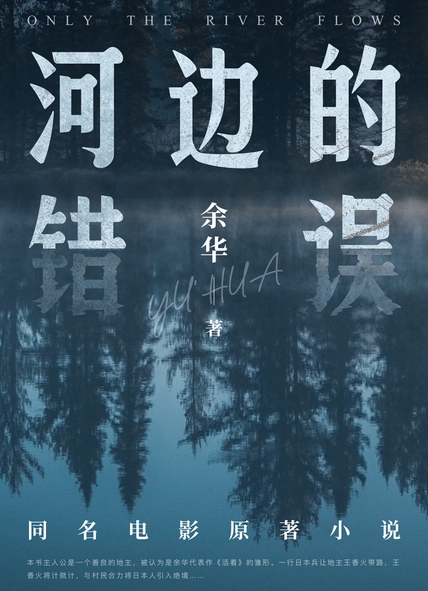 ONLY THE RIVER FLOWS
河边的
错误
余华
YU HUA
著
同名电影原著小说
本书主人公是一个善良的地主，被认为是余华代表作《活着》的雏形。一行日本兵让地主王香火带路，王
香火将计就计，与村民合力将日本人引入绝境……